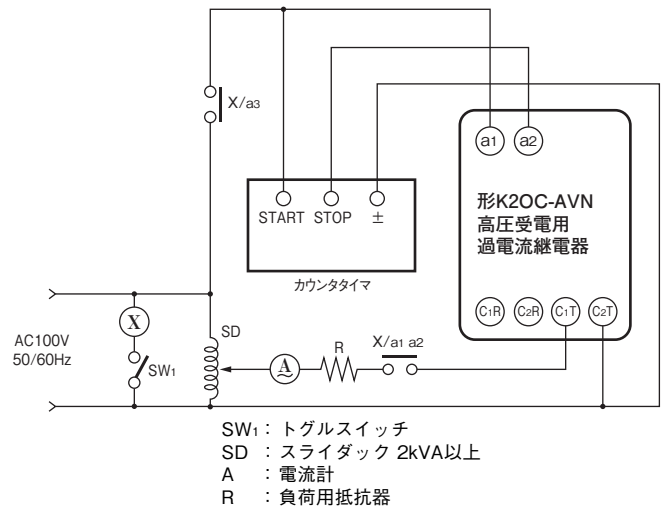 X/a3
a1 a2
START STOP ±
カウンタタイマ
形K2OC-AVN
高圧受電用
過電流継電器
C1R C2R C1T C2T
AC100V
50/60Hz
X
SW1
SD
A
R
X/a1 a2
SW1：トグルスイッチ
SD：スライダック 2kVA以上
A：電流計
R：負荷用抵抗器